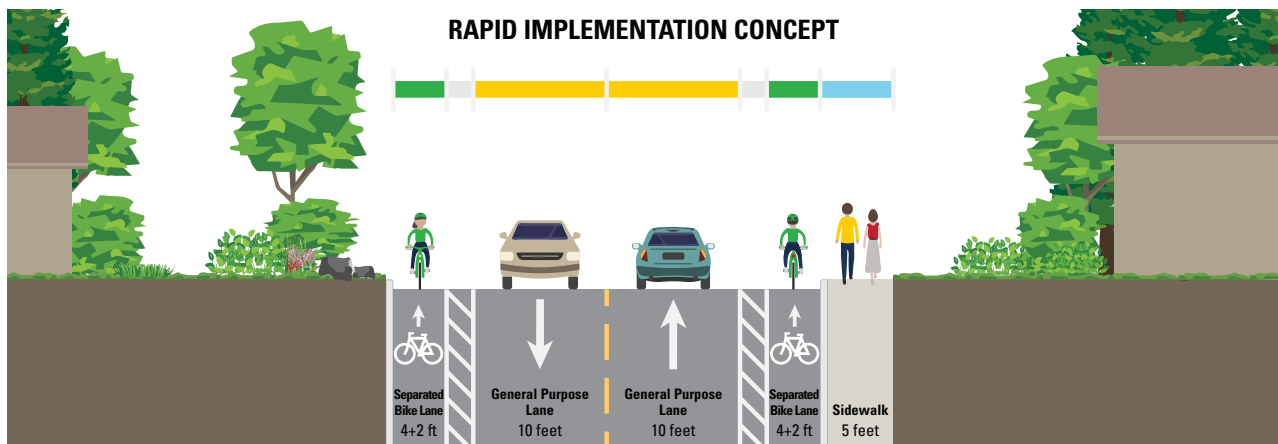 RAPID IMPLEMENTATION CONCEPT
Separated
Bike Lane
4+2 ft
General Purpose
Lane
10 feet
General Purpose
Lane
10 feet
Separated
Bike Lane
4+2 ft
Sidewalk
5 feet